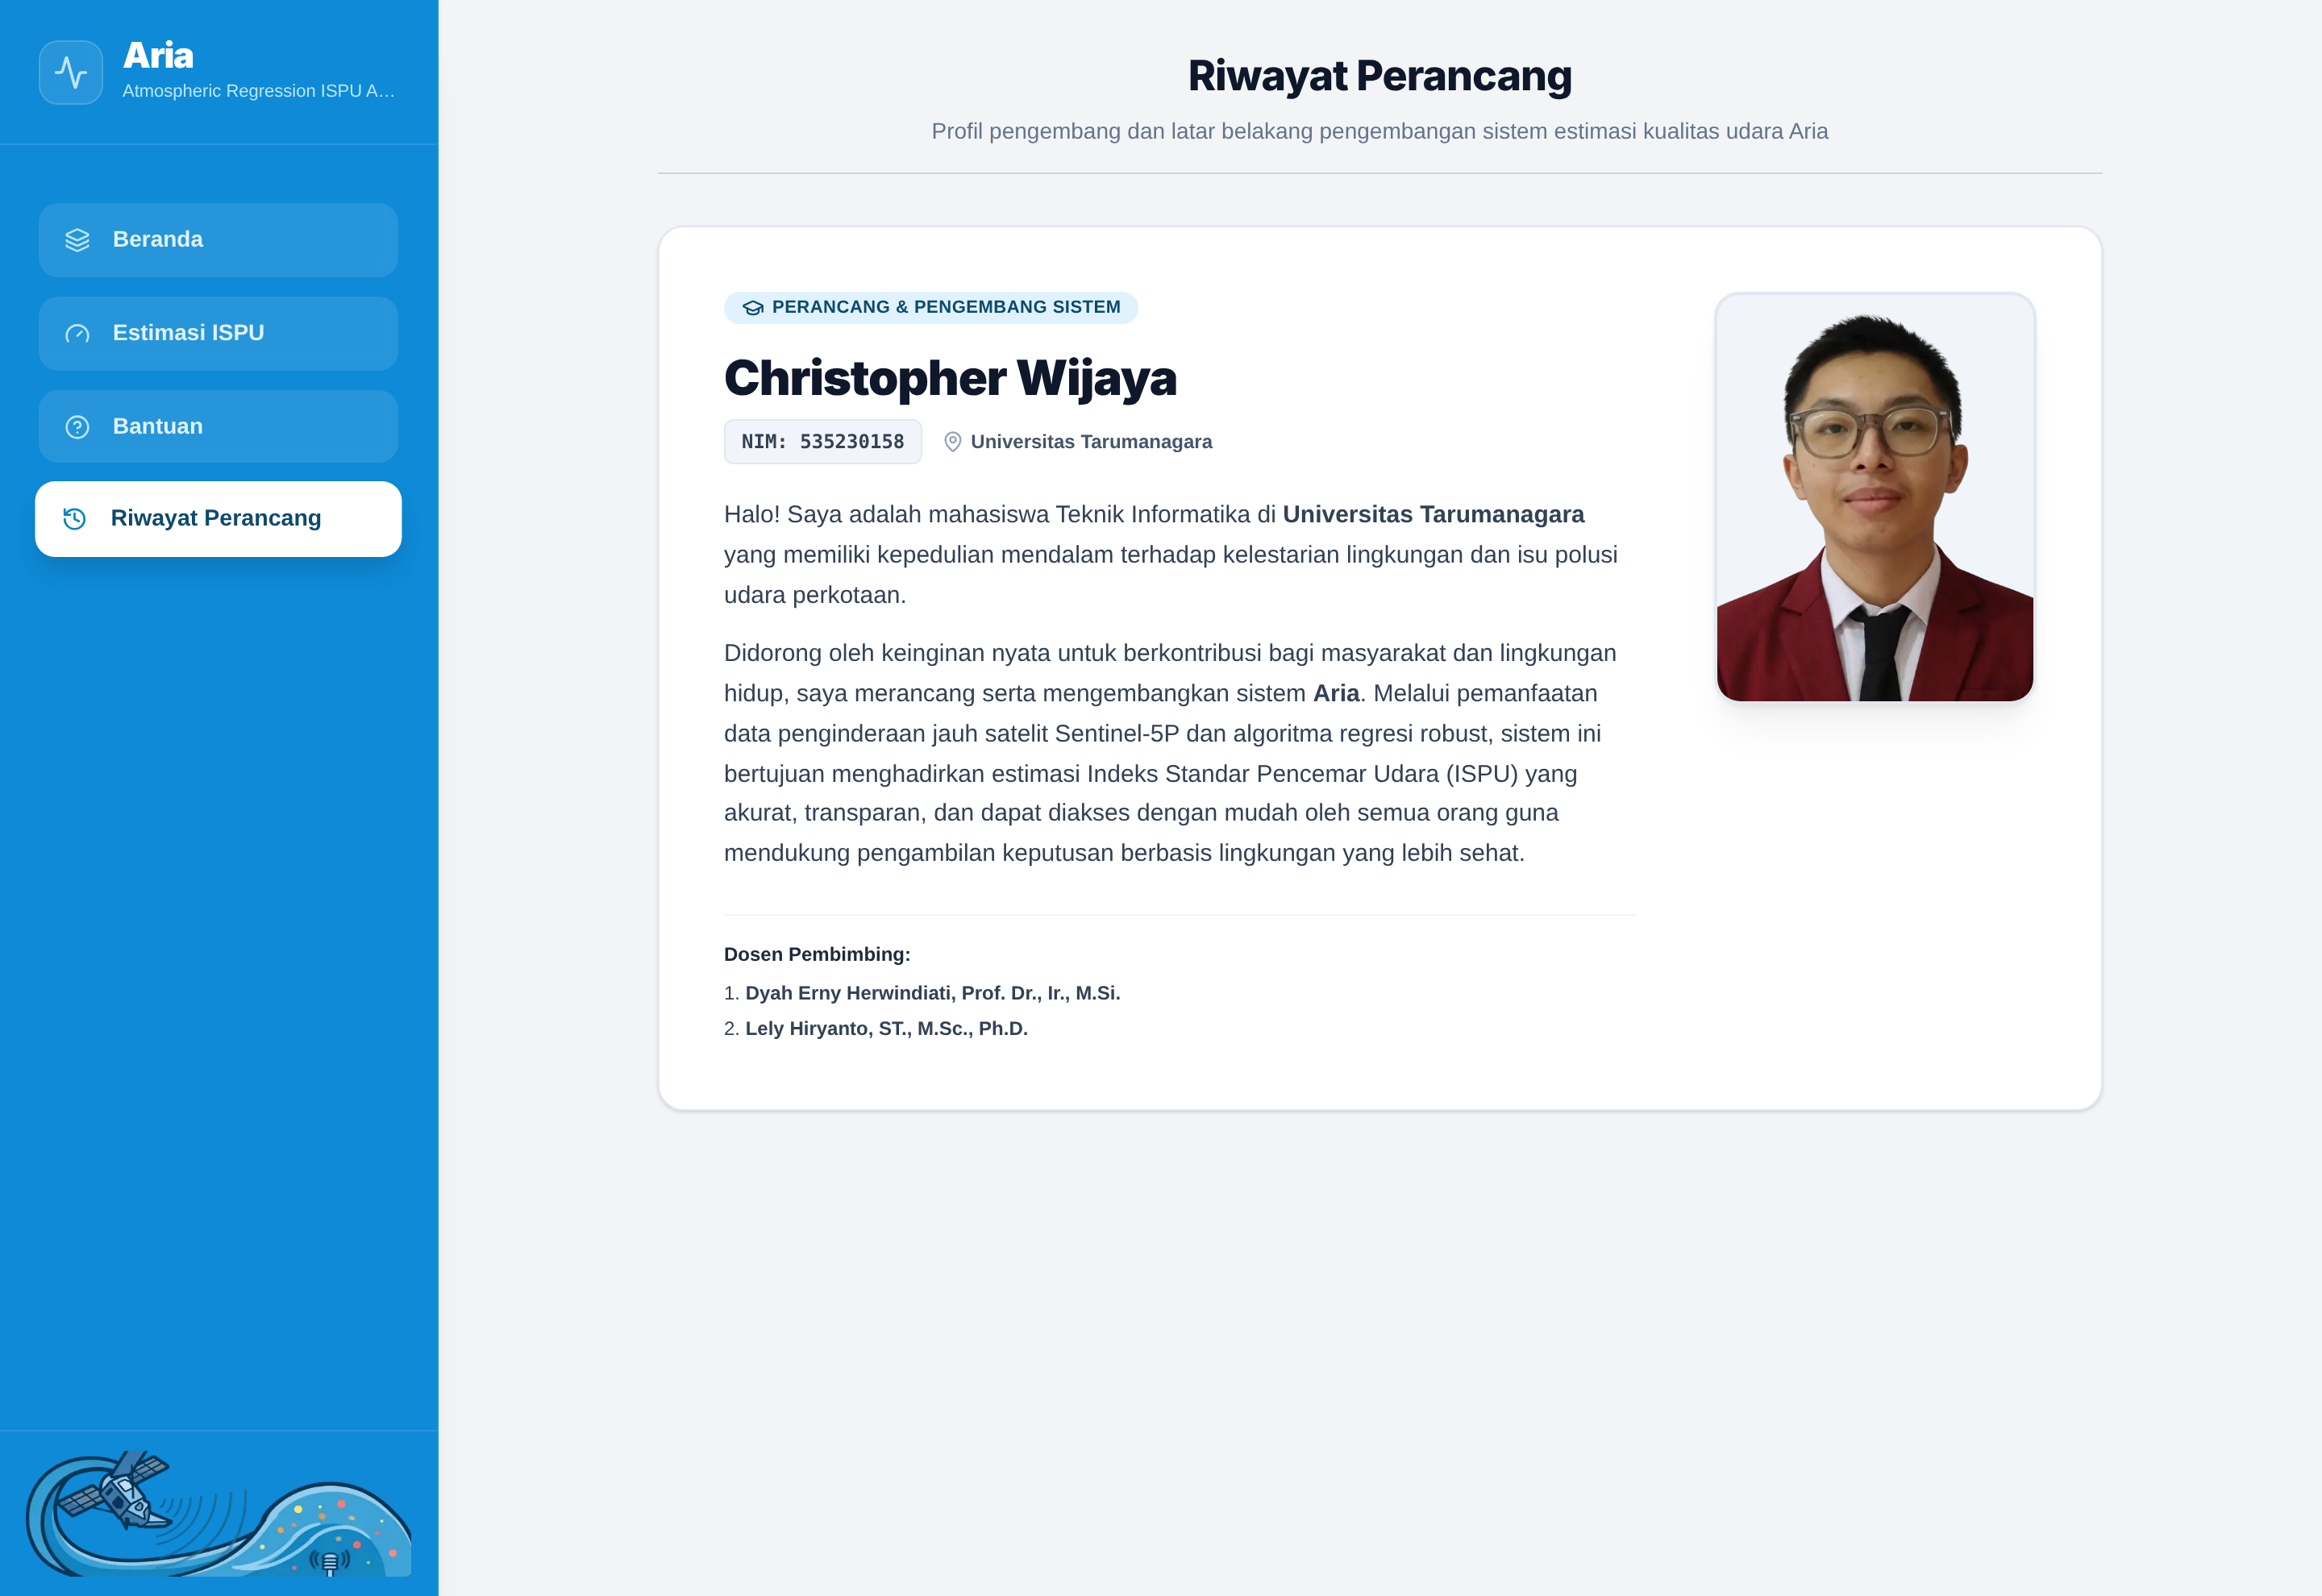 Aria
Atmospheric Regression ISPU A...
Beranda
Estimasi ISPU
Bantuan
Riwayat Perancang
Riwayat Perancang
Profil pengembang dan latar belakang pengembangan sistem estimasi kualitas udara Aria
PERANCANG & PENGEMBANG SISTEM
Christopher Wijaya
NIM: 535230158
Universitas Tarumanagara
Halo! Saya adalah mahasiswa Teknik Informatika di Universitas Tarumanagara
yang memiliki kepedulian mendalam terhadap kelestarian lingkungan dan isu polusi
udara perkotaan.
Didorong oleh keinginan nyata untuk berkontribusi bagi masyarakat dan lingkungan
hidup, saya merancang serta mengembangkan sistem Aria. Melalui pemanfaatan
data penginderaan jauh satelit Sentinel-5P dan algoritma regresi robust, sistem ini
bertujuan menghadirkan estimasi Indeks Standar Pencemar Udara (ISPU) yang
akurat, transparan, dan dapat diakses dengan mudah oleh semua orang guna
mendukung pengambilan keputusan berbasis lingkungan yang lebih sehat.
Dosen Pembimbing:
1. Dyah Erny Herwindiati, Prof. Dr., Ir., M.Si.
2. Lely Hiryanto, ST., M.Sc., Ph.D.